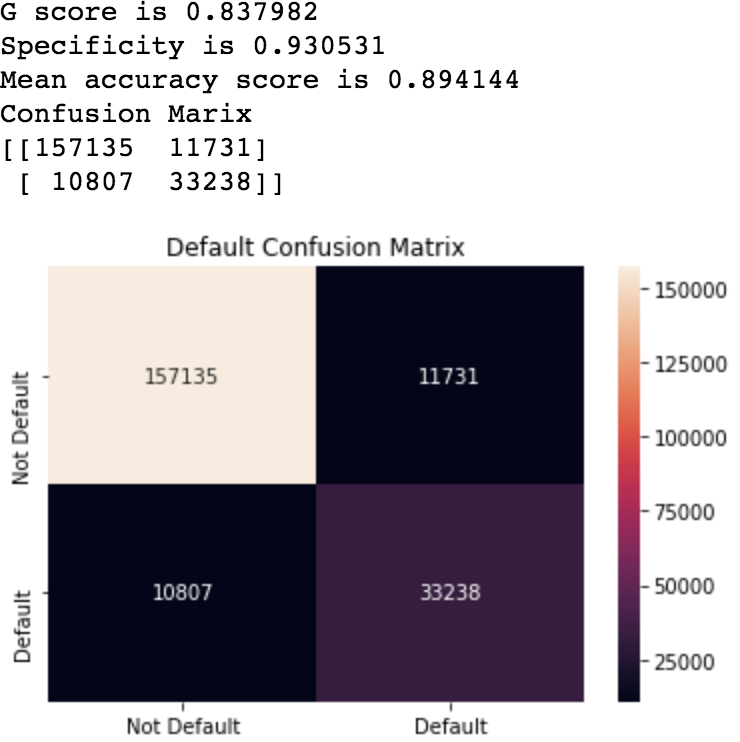 G score is 0.837982
Specificity is 0.930531
Mean accuracy score is 0.894144
Confusion Marix
[[157135  11731]
 [ 10807  33238]]
Default Confusion Matrix
Not Default
157135
11731
Default
10807
33238
Not Default
Default
150000
125000
100000
75000
50000
25000